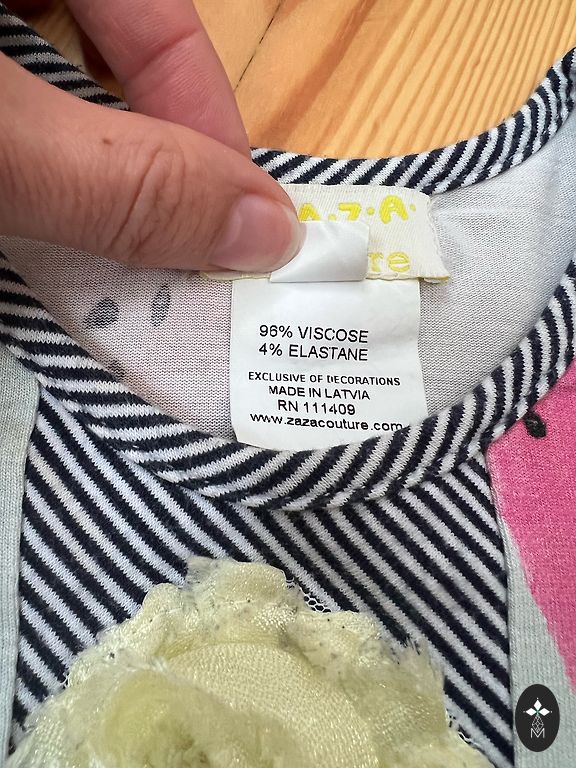 96% VISCOSE
4% ELASTANE
EXCLUSIVE OF DECORATIONS
MADE IN LATVIA
RN 111409
www.zazacouture.com